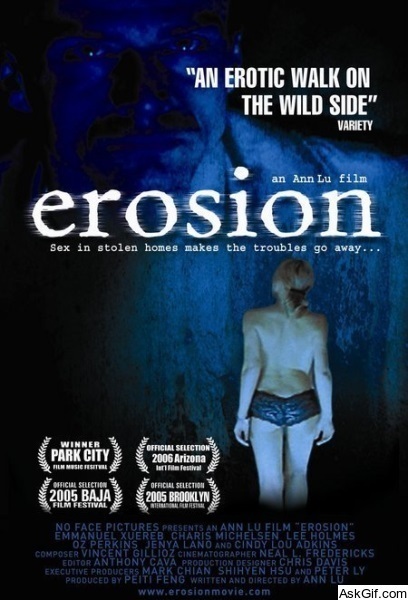 "AN EROTIC WALK ON
THE WILD SIDE"
VARIETY
an Ann Lu film
erosion
Sex in stolen homes makes the troubles go away...
WINNER
PARK CITY
FILM MUSIC FESTIVAL
OFFICIAL SELECTION
2006 Arizona
Int'l Film Festival
OFFICIAL SELECTION
2005 BAJA
FILM FESTIVAL
OFFICIAL SELECTION
2005 BROOKLYN
INTERNATIONAL FILM FESTIVAL
NO FACE PICTURES PRESENTS AN ANN LU FILM "EROSION"
EMMANUEL XUEREB CHARIS MICHELSEN LEE HOLMES
OZ PERKINS JENYA LANO AND CINDY LOU ADKINS
COMPOSER VINCENT GILLIOZ CINEMATOGRAPHER NEAL L. FREDERICKS
EDITOR ANTHONY CAVA PRODUCTION DESIGNER CHRIS DAVIS
EXECUTIVE PRODUCERS MARK CHIAN SHIHYEN HSU AND PETER LY
PRODUCED BY PEITI FENG WRITTEN AND DIRECTED BY ANN LU
www.erosionmovie.com
AskGif.com